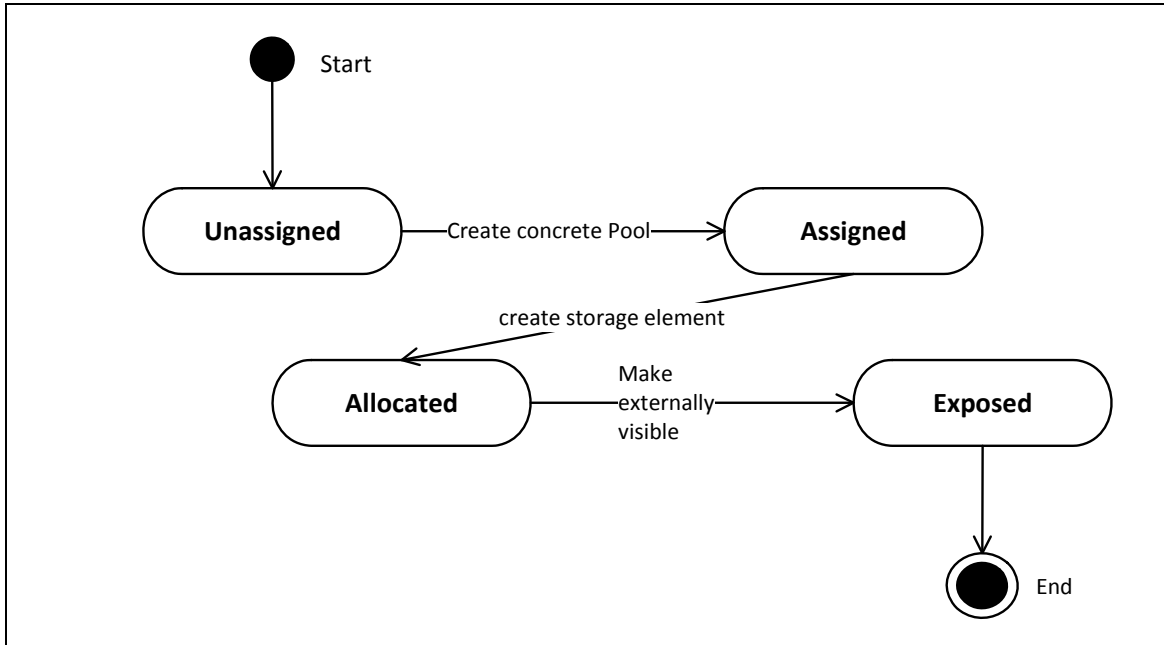 Start
Unassigned
Create concrete Pool
Assigned
create storage element
Allocated
Make
externally
visible
Exposed
End